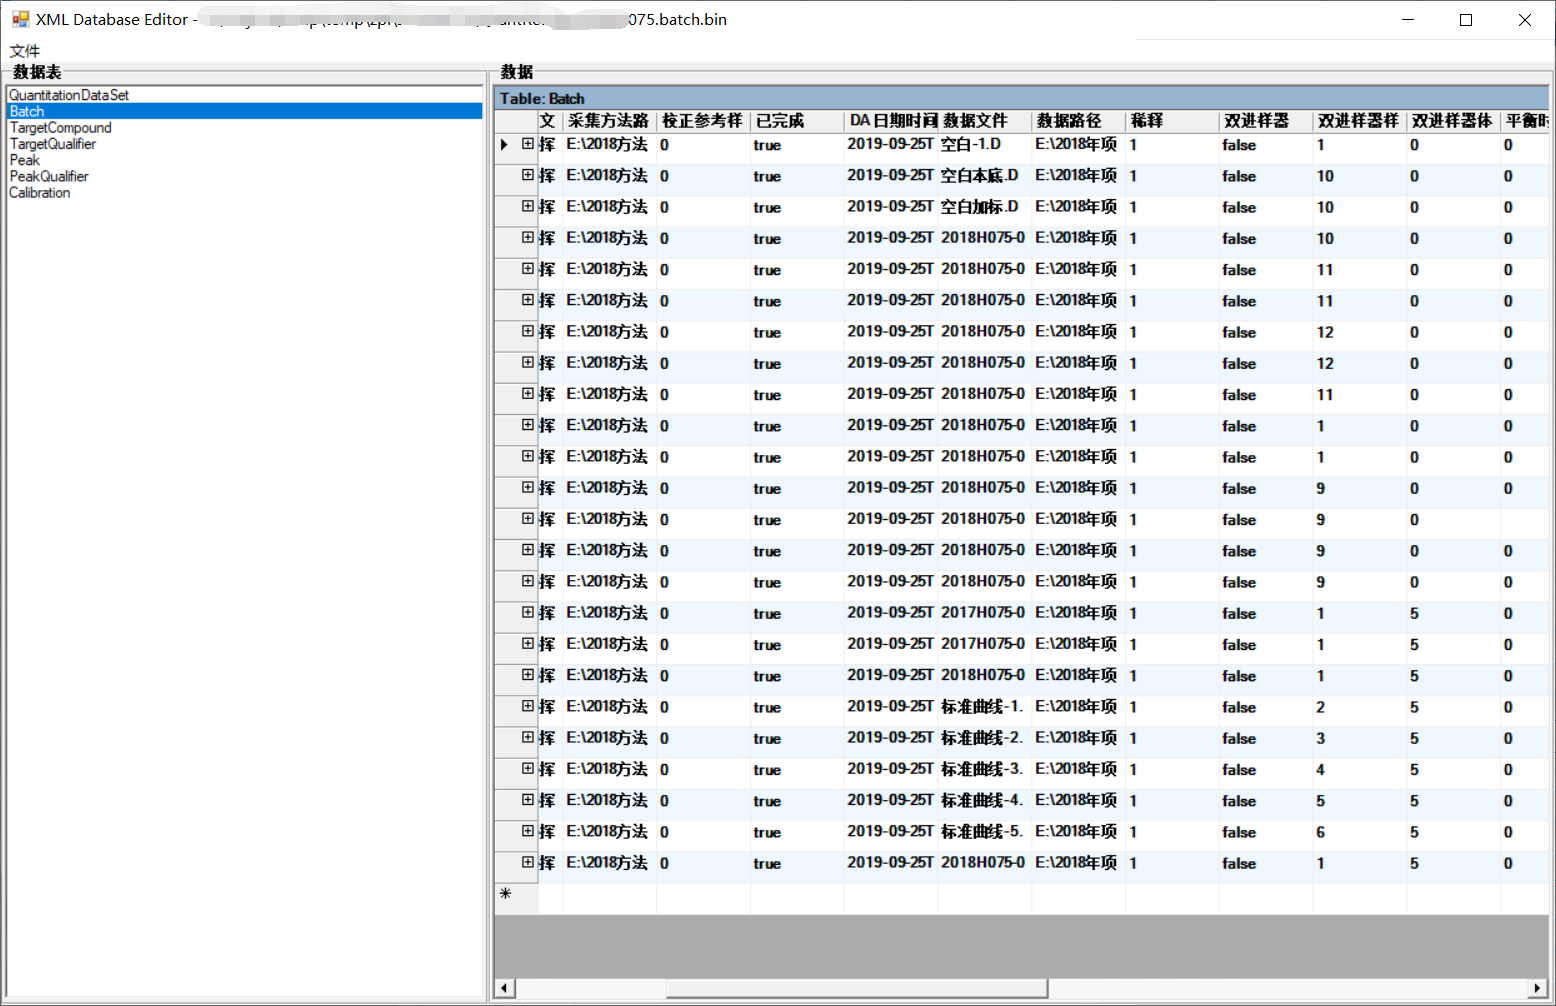 XML Database Editor - 075.batch.bin
文件
数据表
数据
QuantitationDataSet
Batch
TargetCompound
TargetQualifier
Peak
PeakQualifier
Calibration
Table: Batch
文 采集方法路 校正参考样 已完成 DA 日期时间 数据文件 数据路径 稀释 双进样器 双进样器样 双进样器体 平衡时
挥 E:\2018方法 0 true 2019-09-25T 空白-1.D E:\2018年项 1 false 1 0 0
挥 E:\2018方法 0 true 2019-09-25T 空白本底.D E:\2018年项 1 false 10 0 0
挥 E:\2018方法 0 true 2019-09-25T 空白加标.D E:\2018年项 1 false 10 0 0
挥 E:\2018方法 0 true 2019-09-25T 2018H075-0 E:\2018年项 1 false 10 0 0
挥 E:\2018方法 0 true 2019-09-25T 2018H075-0 E:\2018年项 1 false 11 0 0
挥 E:\2018方法 0 true 2019-09-25T 2018H075-0 E:\2018年项 1 false 11 0 0
挥 E:\2018方法 0 true 2019-09-25T 2018H075-0 E:\2018年项 1 false 12 0 0
挥 E:\2018方法 0 true 2019-09-25T 2018H075-0 E:\2018年项 1 false 12 0 0
挥 E:\2018方法 0 true 2019-09-25T 2018H075-0 E:\2018年项 1 false 11 0 0
挥 E:\2018方法 0 true 2019-09-25T 2018H075-0 E:\2018年项 1 false 1 0 0
挥 E:\2018方法 0 true 2019-09-25T 2018H075-0 E:\2018年项 1 false 1 0 0
挥 E:\2018方法 0 true 2019-09-25T 2018H075-0 E:\2018年项 1 false 9 0 0
挥 E:\2018方法 0 true 2019-09-25T 2018H075-0 E:\2018年项 1 false 9 0
挥 E:\2018方法 0 true 2019-09-25T 2018H075-0 E:\2018年项 1 false 9 0 0
挥 E:\2018方法 0 true 2019-09-25T 2018H075-0 E:\2018年项 1 false 9 0 0
挥 E:\2018方法 0 true 2019-09-25T 2017H075-0 E:\2018年项 1 false 1 5 0
挥 E:\2018方法 0 true 2019-09-25T 2017H075-0 E:\2018年项 1 false 1 5 0
挥 E:\2018方法 0 true 2019-09-25T 2018H075-0 E:\2018年项 1 false 1 5 0
挥 E:\2018方法 0 true 2019-09-25T 标准曲线-1. E:\2018年项 1 false 2 5 0
挥 E:\2018方法 0 true 2019-09-25T 标准曲线-2. E:\2018年项 1 false 3 5 0
挥 E:\2018方法 0 true 2019-09-25T 标准曲线-3. E:\2018年项 1 false 4 5 0
挥 E:\2018方法 0 true 2019-09-25T 标准曲线-4. E:\2018年项 1 false 5 5 0
挥 E:\2018方法 0 true 2019-09-25T 标准曲线-5. E:\2018年项 1 false 6 5 0
挥 E:\2018方法 0 true 2019-09-25T 2018H075-0 E:\2018年项 1 false 1 5 0